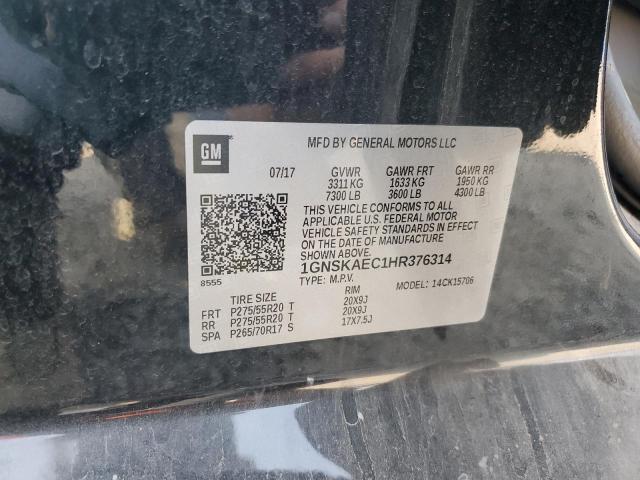 GM
MFD BY GENERAL MOTORS LLC
07/17 GVWR GAWR FRT GAWR RR
3311 KG 1633 KG 1950 KG
7300 LB 3600 LB 4300 LB
THIS VEHICLE CONFORMS TO ALL
APPLICABLE U.S. FEDERAL MOTOR
VEHICLE SAFETY STANDARDS IN
EFFECT ON THE DATE OF MANUFACTURE
SHOWN ABOVE.
1GNSKAEC1HR376314
8555 TYPE: M.P.V. MODEL: 14CK15706
TIRE SIZE RIM
FRT P275/55R20 T 20X9J
RR P275/55R20 T 20X9J
SPA P265/70R17 S 17X7.5J